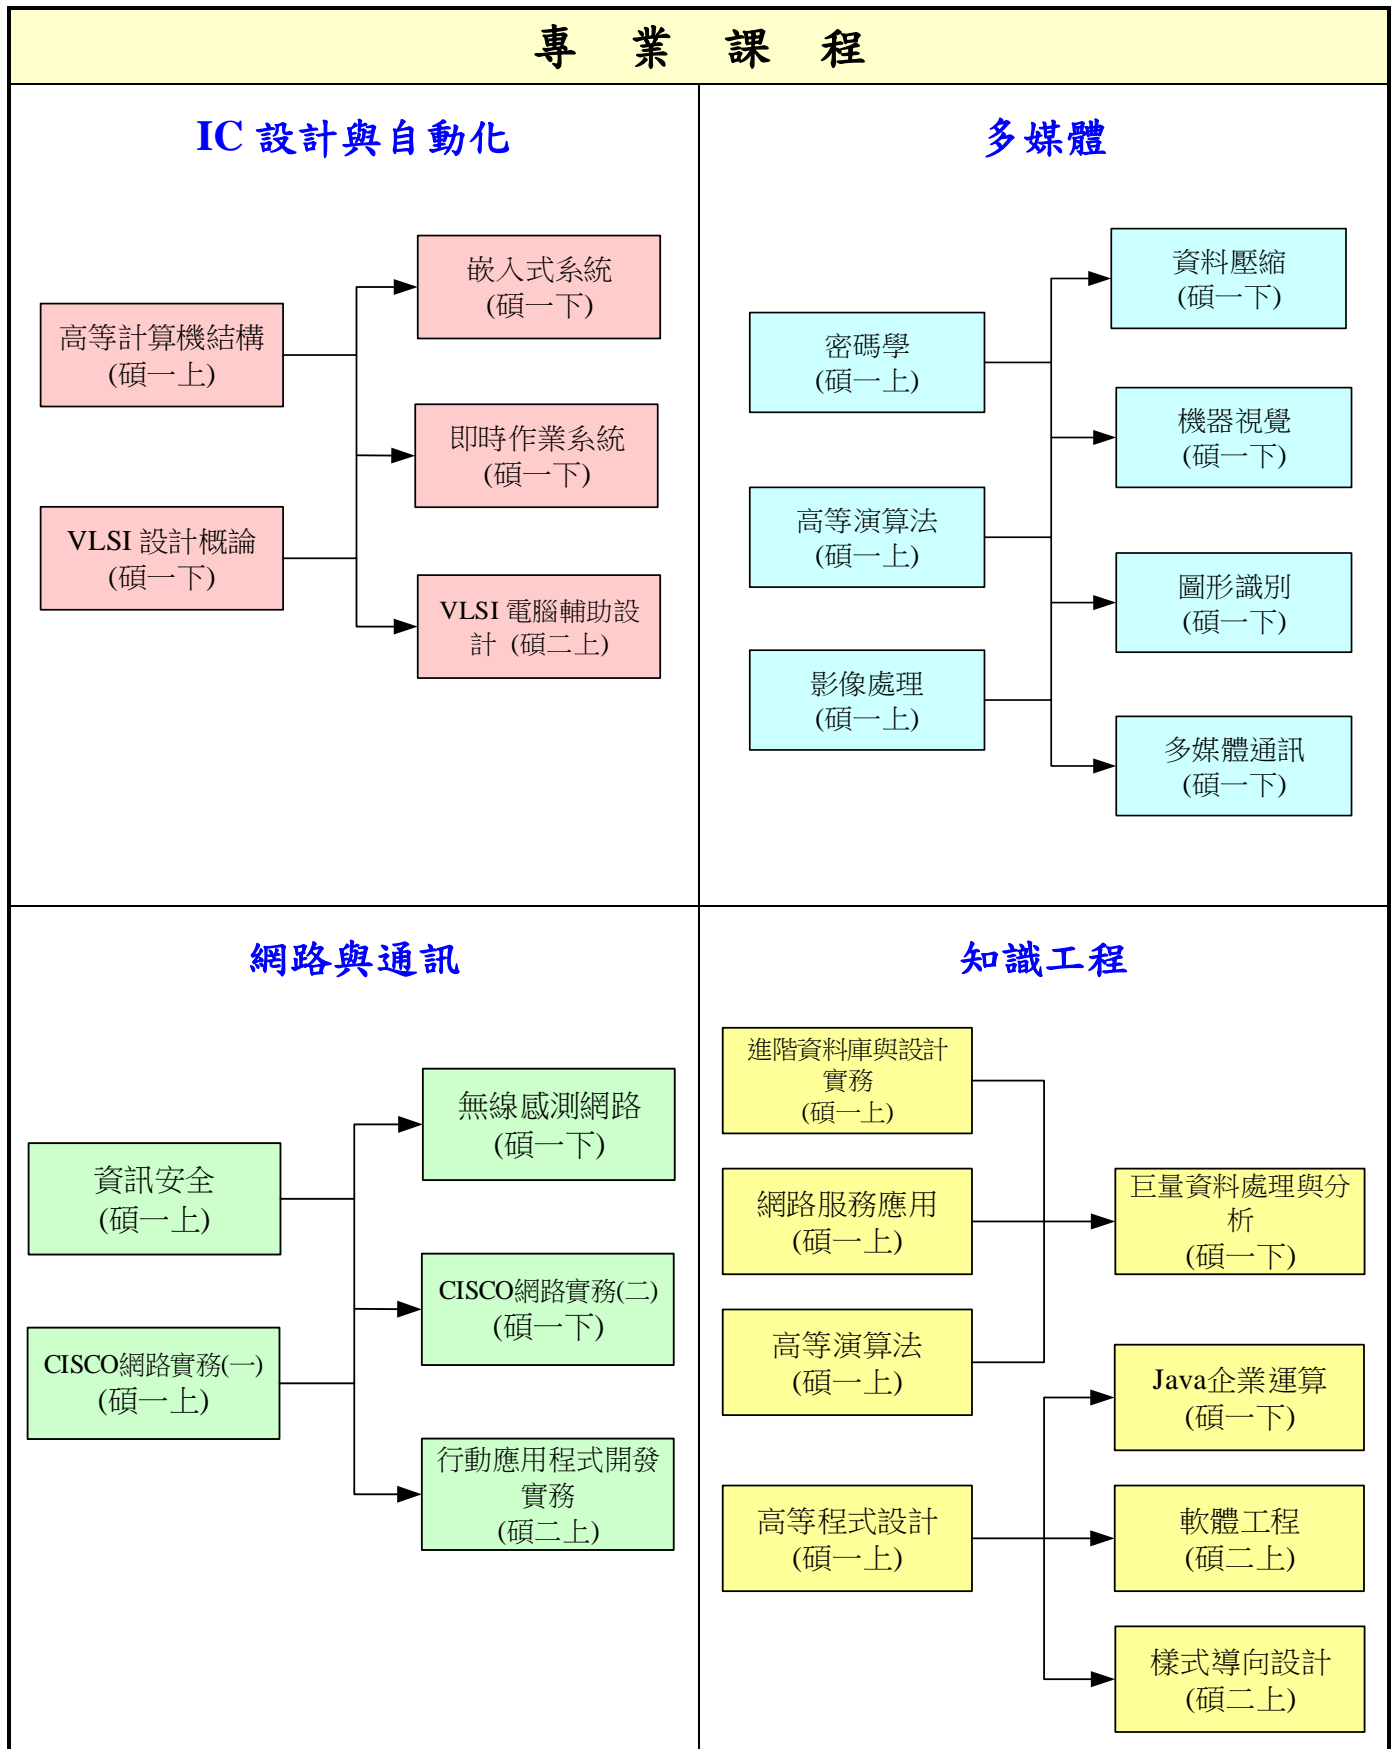 專 業 課 程
IC 設計與自動化
高等計算機結構
(碩一上)
VLSI 設計概論
(碩一下)
嵌入式系統
(碩一下)
即時作業系統
(碩一下)
VLSI 電腦輔助設
計 (碩二上)
多媒體
密碼學
(碩一上)
高等演算法
(碩一上)
影像處理
(碩一上)
資料壓縮
(碩一下)
機器視覺
(碩一下)
圖形識別
(碩一下)
多媒體通訊
(碩一下)
網路與通訊
資訊安全
(碩一上)
CISCO網路實務(一)
(碩一上)
無線感測網路
(碩一下)
CISCO網路實務(二)
(碩一下)
行動應用程式開發
實務
(碩二上)
知識工程
進階資料庫與設計
實務
(碩一上)
網路服務應用
(碩一上)
高等演算法
(碩一上)
高等程式設計
(碩一上)
巨量資料處理與分
析
(碩一下)
Java企業運算
(碩一下)
軟體工程
(碩二上)
樣式導向設計
(碩二上)